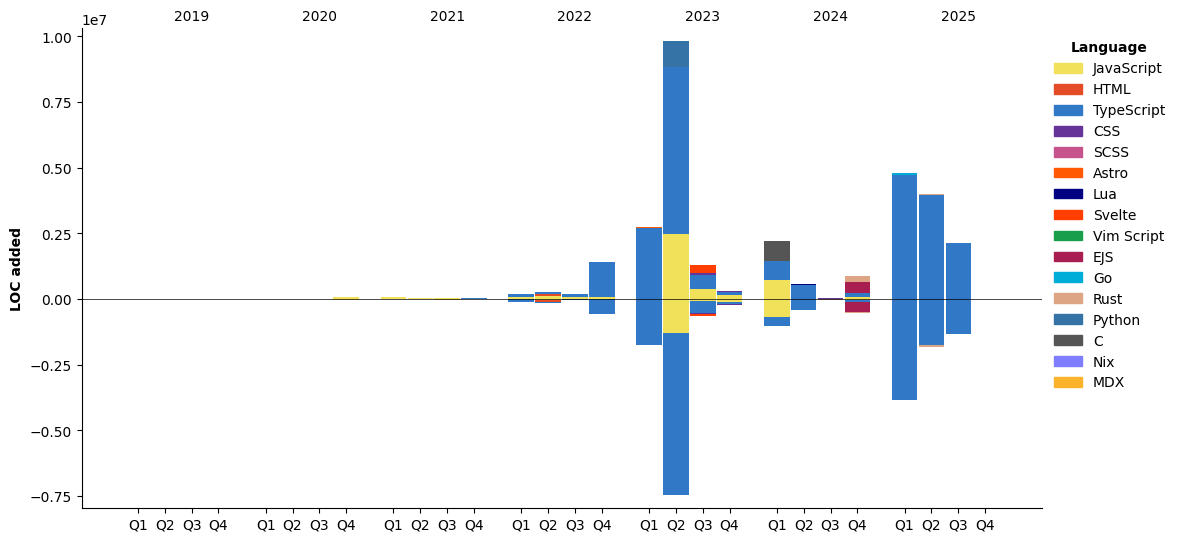 1e7
2019 2020 2021 2022 2023 2024 2025
1.00
0.75
0.50
0.25
0.00
−0.25
−0.50
−0.75
LOC added
Q1 Q2 Q3 Q4 Q1 Q2 Q3 Q4 Q1 Q2 Q3 Q4 Q1 Q2 Q3 Q4 Q1 Q2 Q3 Q4 Q1 Q2 Q3 Q4 Q1 Q2 Q3 Q4
Language
JavaScript
HTML
TypeScript
CSS
SCSS
Astro
Lua
Svelte
Vim Script
EJS
Go
Rust
Python
C
Nix
MDX